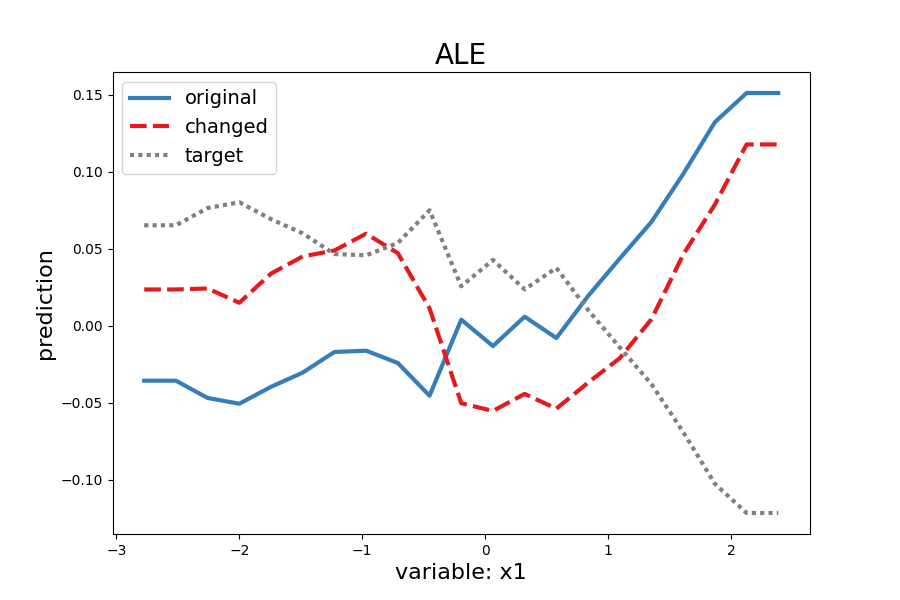 ALE
original
changed
target
prediction
0.15
0.10
0.05
0.00
−0.05
−0.10
−3
−2
−1
0
1
2
variable: x1